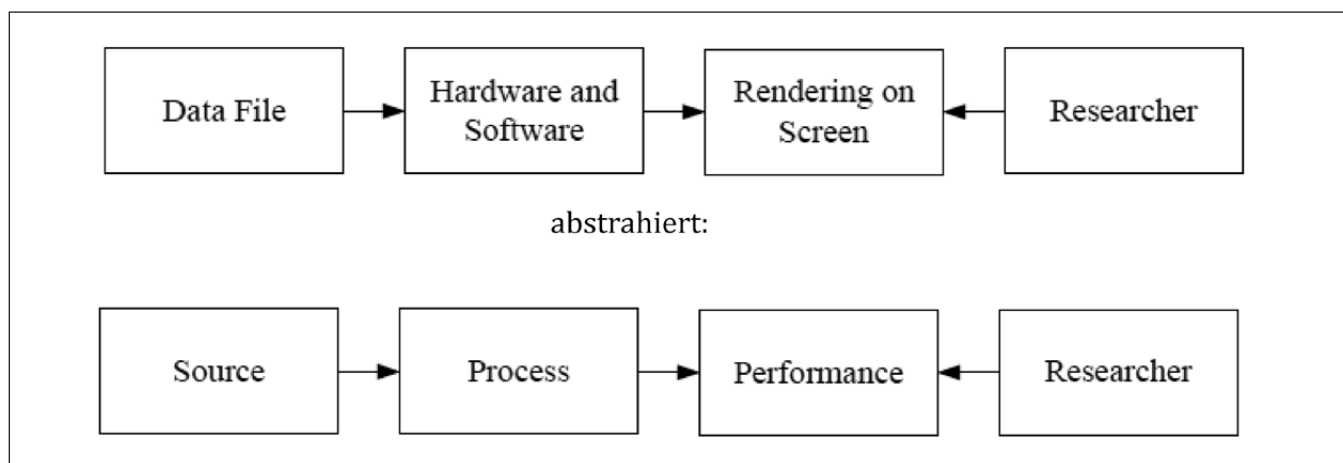 Data File
Hardware and
Software
Rendering on
Screen
Researcher
abstrahiert:
Source
Process
Performance
Researcher